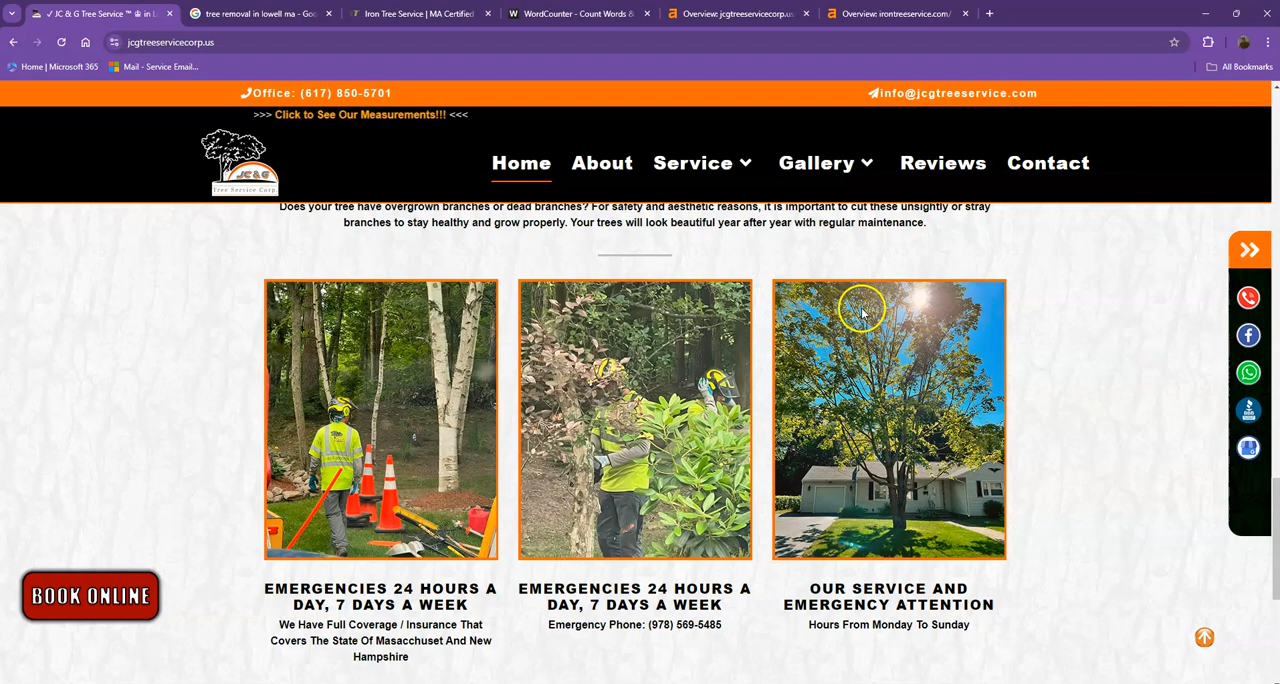 JC & G Tree Service ™ in L
tree removal in lowell ma - Goo
Iron Tree Service | MA Certified
WordCounter - Count Words &
Overview: jcgtreeservicecorp.us
Overview: irontreeservice.com/
jcgtreeservicecorp.us
Home | Microsoft 365
Mail - Service Email...
All Bookmarks
Office: (617) 850-5701
info@jcgtreeservice.com
>>> Click to See Our Measurements!!! <<<
JC & G
Tree Service Corp.
Home About Service Gallery Reviews Contact
Does your tree have overgrown branches or dead branches? For safety and aesthetic reasons, it is important to cut these unsightly or stray
branches to stay healthy and grow properly. Your trees will look beautiful year after year with regular maintenance.
EMERGENCIES 24 HOURS A
DAY, 7 DAYS A WEEK
We Have Full Coverage / Insurance That
Covers The State Of Masacchuset And New
Hampshire
EMERGENCIES 24 HOURS A
DAY, 7 DAYS A WEEK
Emergency Phone: (978) 569-5485
OUR SERVICE AND
EMERGENCY ATTENTION
Hours From Monday To Sunday
BOOK ONLINE
BBB